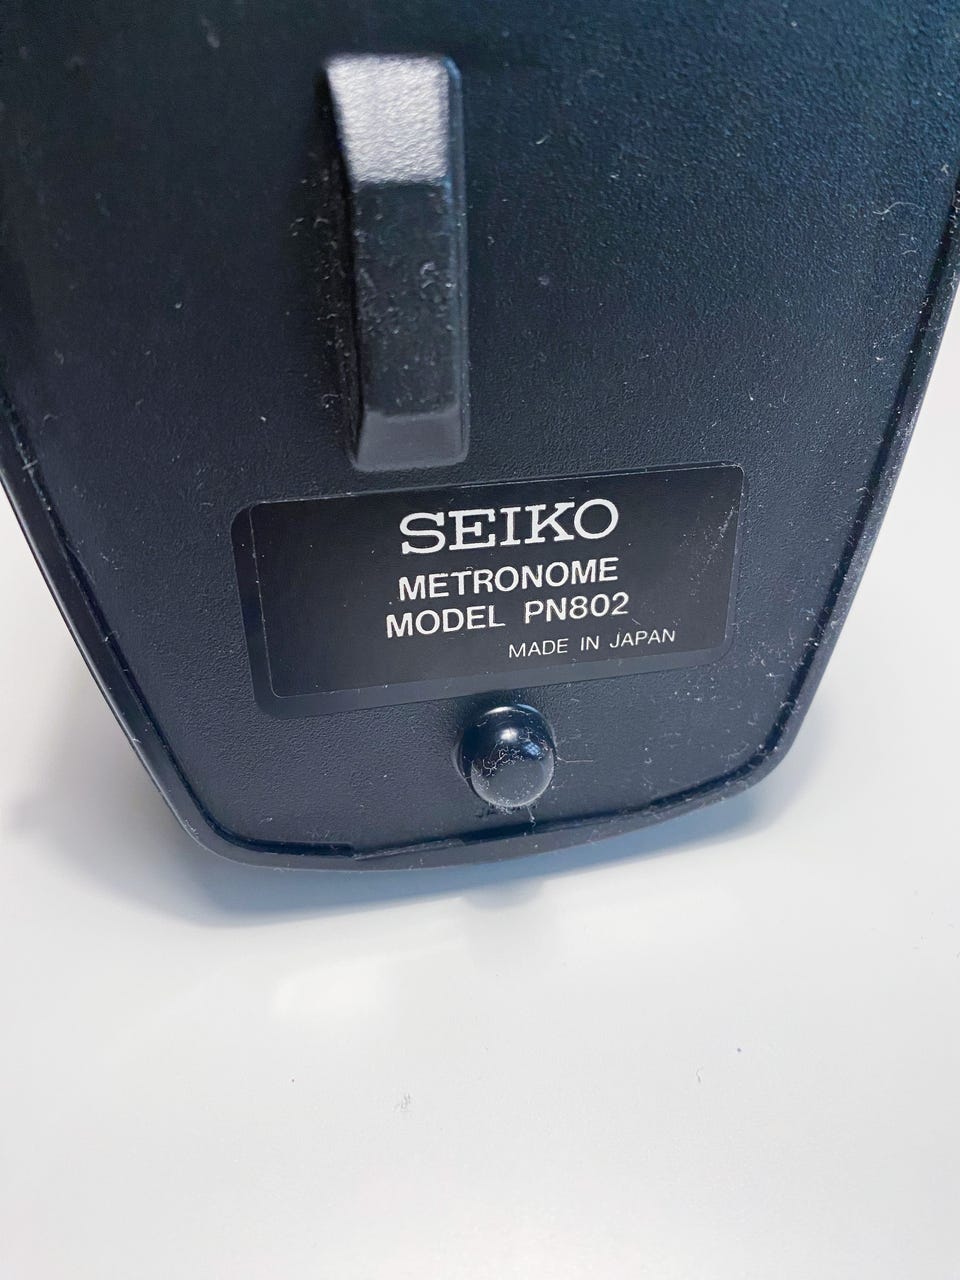 SEIKO
METRONOME
MODEL PN802
MADE IN JAPAN